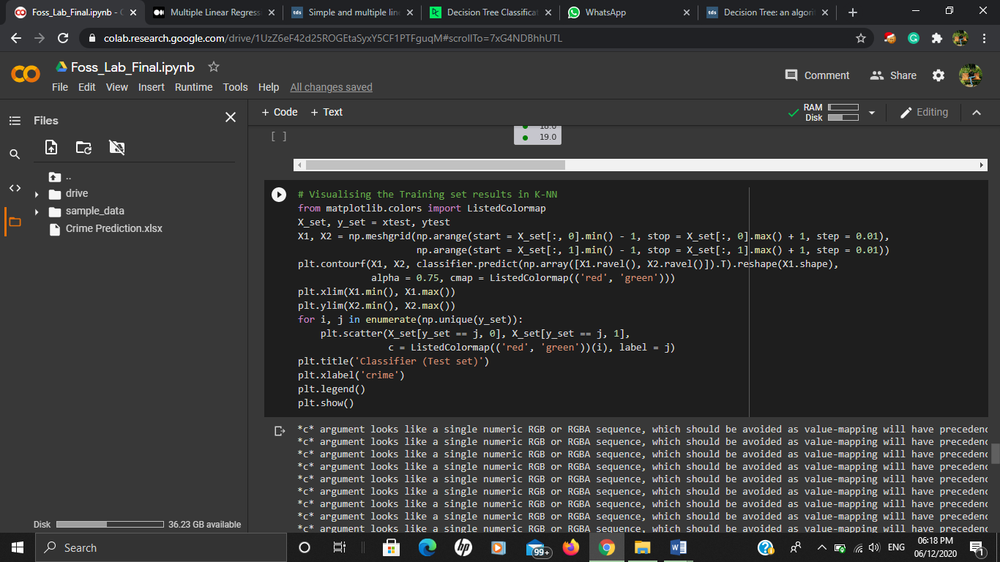 Foss_Lab_Final.ipynb - C
Multiple Linear Regress
Simple and multiple line
Decision Tree Classificat
WhatsApp
Decision Tree: an algorit
colab.research.google.com/drive/1UzZ6eF42d25ROGEtaSyxY5CF1PTFguqM#scrollTo=7xG4NDBhhUTL
Foss_Lab_Final.ipynb
File Edit View Insert Runtime Tools Help All changes saved
Comment
Share
Files
+ Code + Text
RAM
Disk
Editing
..
drive
sample_data
Crime Prediction.xlsx
[ ]
18.0
19.0
# Visualising the Training set results in K-NN
from matplotlib.colors import ListedColormap
X_set, y_set = xtest, ytest
X1, X2 = np.meshgrid(np.arange(start = X_set[:, 0].min() - 1, stop = X_set[:, 0].max() + 1, step = 0.01),
np.arange(start = X_set[:, 1].min() - 1, stop = X_set[:, 1].max() + 1, step = 0.01))
plt.contourf(X1, X2, classifier.predict(np.array([X1.ravel(), X2.ravel()]).T).reshape(X1.shape),
alpha = 0.75, cmap = ListedColormap(('red', 'green')))
plt.xlim(X1.min(), X1.max())
plt.ylim(X2.min(), X2.max())
for i, j in enumerate(np.unique(y_set)):
plt.scatter(X_set[y_set == j, 0], X_set[y_set == j, 1],
c = ListedColormap(('red', 'green'))(i), label = j)
plt.title('Classifier (Test set)')
plt.xlabel('crime')
plt.legend()
plt.show()
*c* argument looks like a single numeric RGB or RGBA sequence, which should be avoided as value-mapping will have precedenc
*c* argument looks like a single numeric RGB or RGBA sequence, which should be avoided as value-mapping will have precedenc
*c* argument looks like a single numeric RGB or RGBA sequence, which should be avoided as value-mapping will have precedenc
*c* argument looks like a single numeric RGB or RGBA sequence, which should be avoided as value-mapping will have precedenc
*c* argument looks like a single numeric RGB or RGBA sequence, which should be avoided as value-mapping will have precedenc
*c* argument looks like a single numeric RGB or RGBA sequence, which should be avoided as value-mapping will have precedenc
*c* argument looks like a single numeric RGB or RGBA sequence, which should be avoided as value-mapping will have precedenc
*c* argument looks like a single numeric RGB or RGBA sequence, which should be avoided as value-mapping will have precedenc
*c* argument looks like a single numeric RGB or RGBA sequence, which should be avoided as value-mapping will have precedenc
Disk 36.23 GB available
Search
99+
ENG
06:18 PM
06/12/2020
1